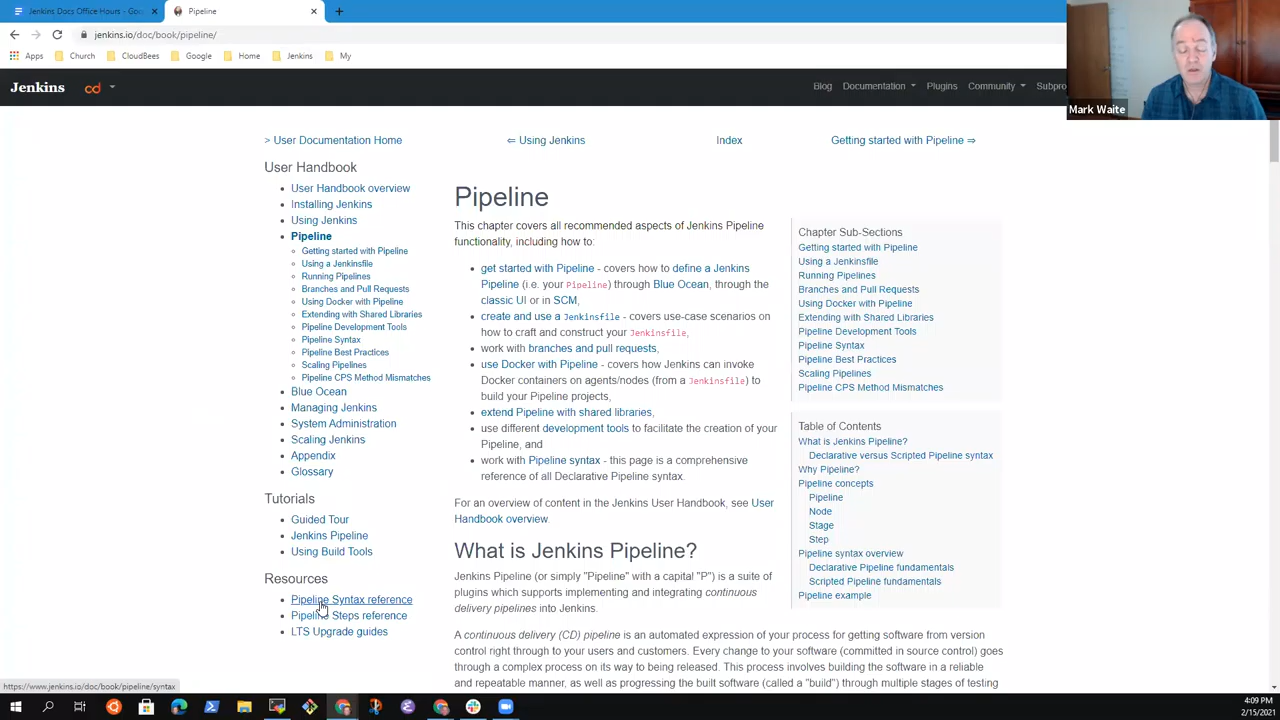 Jenkins Docs Office Hours - Goo
Pipeline
jenkins.io/doc/book/pipeline/
Apps
Church
CloudBees
Google
Home
Jenkins
My
Jenkins
cd
Blog
Documentation
Plugins
Community
Subpro
Mark Waite
> User Documentation Home
⇐ Using Jenkins
Index
Getting started with Pipeline ⇒
User Handbook
User Handbook overview
Installing Jenkins
Using Jenkins
Pipeline
Getting started with Pipeline
Using a Jenkinsfile
Running Pipelines
Branches and Pull Requests
Using Docker with Pipeline
Extending with Shared Libraries
Pipeline Development Tools
Pipeline Syntax
Pipeline Best Practices
Scaling Pipelines
Pipeline CPS Method Mismatches
Blue Ocean
Managing Jenkins
System Administration
Scaling Jenkins
Appendix
Glossary
Tutorials
Guided Tour
Jenkins Pipeline
Using Build Tools
Resources
Pipeline Syntax reference
Pipeline Steps reference
LTS Upgrade guides
Pipeline
This chapter covers all recommended aspects of Jenkins Pipeline
functionality, including how to:
get started with Pipeline - covers how to define a Jenkins
Pipeline (i.e. your Pipeline) through Blue Ocean, through the
classic UI or in SCM,
create and use a Jenkinsfile - covers use-case scenarios on
how to craft and construct your Jenkinsfile,
work with branches and pull requests,
use Docker with Pipeline - covers how Jenkins can invoke
Docker containers on agents/nodes (from a Jenkinsfile) to
build your Pipeline projects,
extend Pipeline with shared libraries,
use different development tools to facilitate the creation of your
Pipeline, and
work with Pipeline syntax - this page is a comprehensive
reference of all Declarative Pipeline syntax.
For an overview of content in the Jenkins User Handbook, see User
Handbook overview.
What is Jenkins Pipeline?
Jenkins Pipeline (or simply "Pipeline" with a capital "P") is a suite of
plugins which supports implementing and integrating continuous
delivery pipelines into Jenkins.
A continuous delivery (CD) pipeline is an automated expression of your process for getting software from version
control right through to your users and customers. Every change to your software (committed in source control) goes
through a complex process on its way to being released. This process involves building the software in a reliable
and repeatable manner, as well as progressing the built software (called a "build") through multiple stages of testing
Chapter Sub-Sections
Getting started with Pipeline
Using a Jenkinsfile
Running Pipelines
Branches and Pull Requests
Using Docker with Pipeline
Extending with Shared Libraries
Pipeline Development Tools
Pipeline Syntax
Pipeline Best Practices
Scaling Pipelines
Pipeline CPS Method Mismatches
Table of Contents
What is Jenkins Pipeline?
Declarative versus Scripted Pipeline syntax
Why Pipeline?
Pipeline concepts
Pipeline
Node
Stage
Step
Pipeline syntax overview
Declarative Pipeline fundamentals
Scripted Pipeline fundamentals
Pipeline example
https://www.jenkins.io/doc/book/pipeline/syntax
4:09 PM
2/15/2021